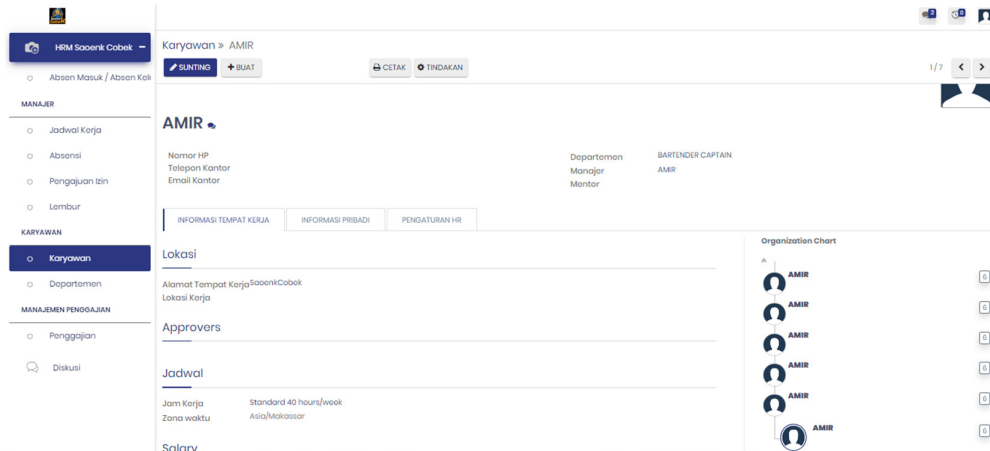 2
0
HRM Saoenk Cobek
Absen Masuk / Absen Kelu
MANAJER
Jadwal Kerja
Absensi
Pengajuan Izin
Lembur
KARYAWAN
Karyawan
Departemen
MANAJEMEN PENGGAJIAN
Penggajian
Diskusi
Karyawan » AMIR
SUNTING + BUAT CETAK TINDAKAN 1 / 7
AMIR
Nomor HP
Telepon Kantor
Email Kantor
Departemen BARTENDER CAPTAIN
Manajer AMIR
Mentor
INFORMASI TEMPAT KERJA INFORMASI PRIBADI PENGATURAN HR
Lokasi
Alamat Tempat Kerja SaoenkCobek
Lokasi Kerja
Approvers
Jadwal
Jam Kerja Standard 40 hours/week
Zona waktu Asia/Makassar
Salary
Organization Chart
AMIR 6
AMIR 6
AMIR 6
AMIR 6
AMIR 6
AMIR 6